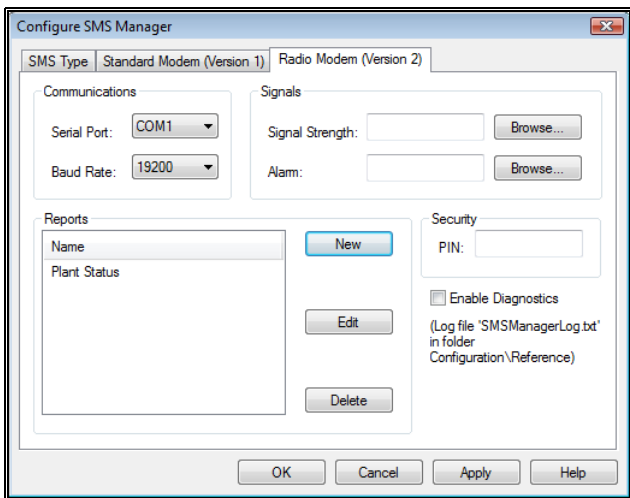 Configure SMS Manager
SMS Type
Standard Modem (Version 1)
Radio Modem (Version 2)
Communications
Serial Port:
COM1
Baud Rate:
19200
Signals
Signal Strength:
Browse...
Alarm:
Browse...
Reports
Name
Plant Status
New
Edit
Delete
Security
PIN:
Enable Diagnostics
(Log file 'SMSManagerLog.txt'
in folder
Configuration\Reference)
OK
Cancel
Apply
Help